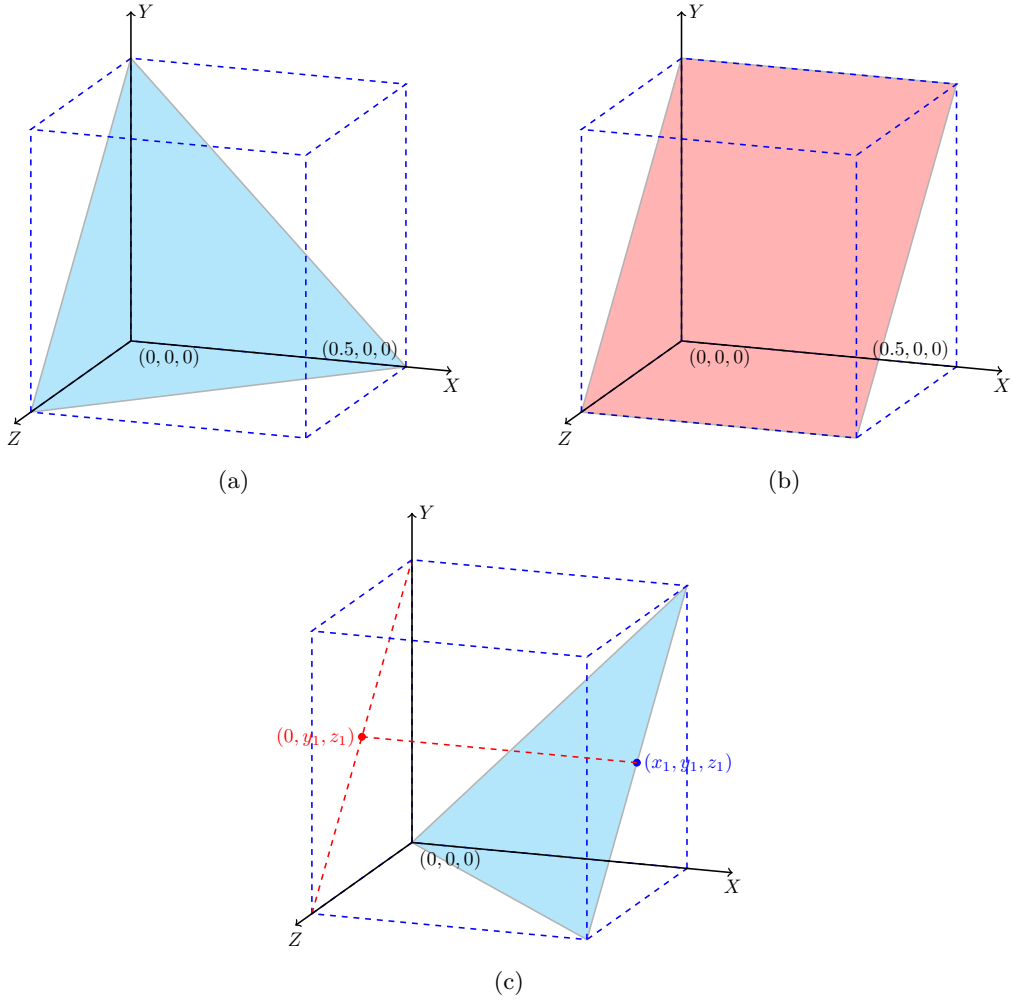 Y
(0, 0, 0)
(0.5, 0, 0)
X
Z
(a)
Y
(0, 0, 0)
(0.5, 0, 0)
X
Z
(b)
Y
(0, y₁, z₁)
(x₁, y₁, z₁)
(0, 0, 0)
X
Z
(c)